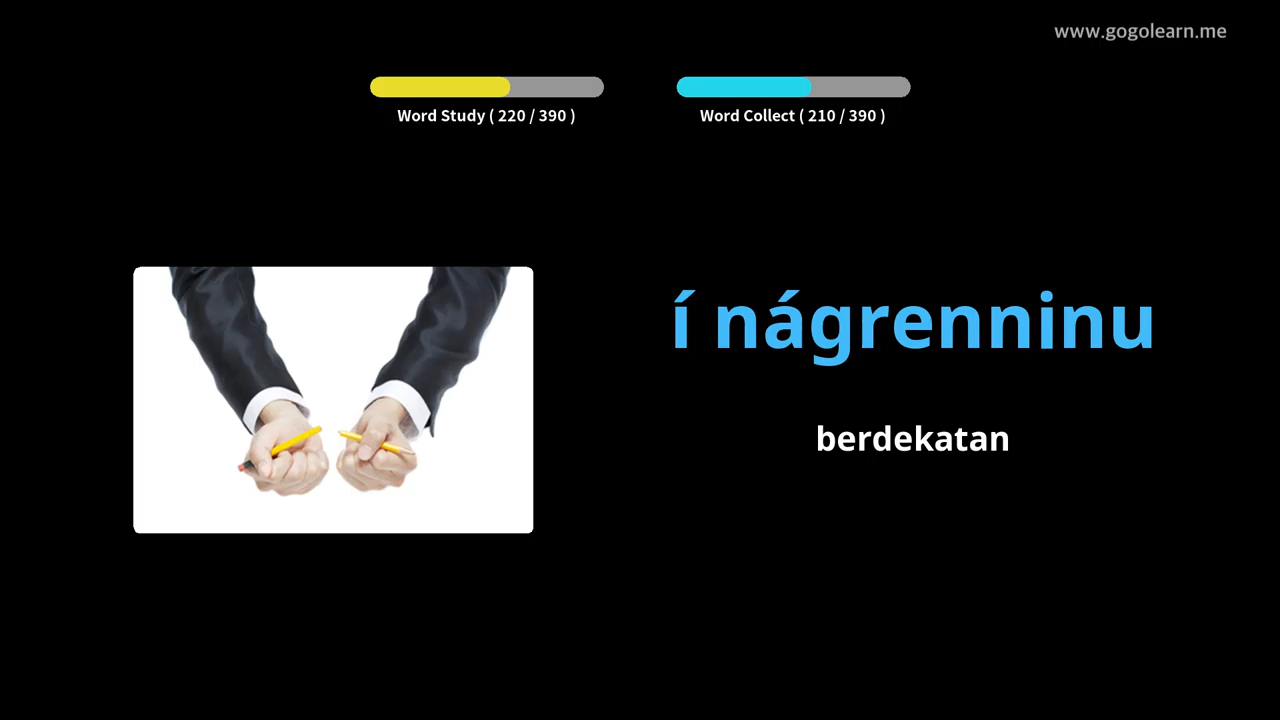 www.gogolearn.me
Word Study ( 220 / 390 )
Word Collect ( 210 / 390 )
í nágrenninu
berdekatan